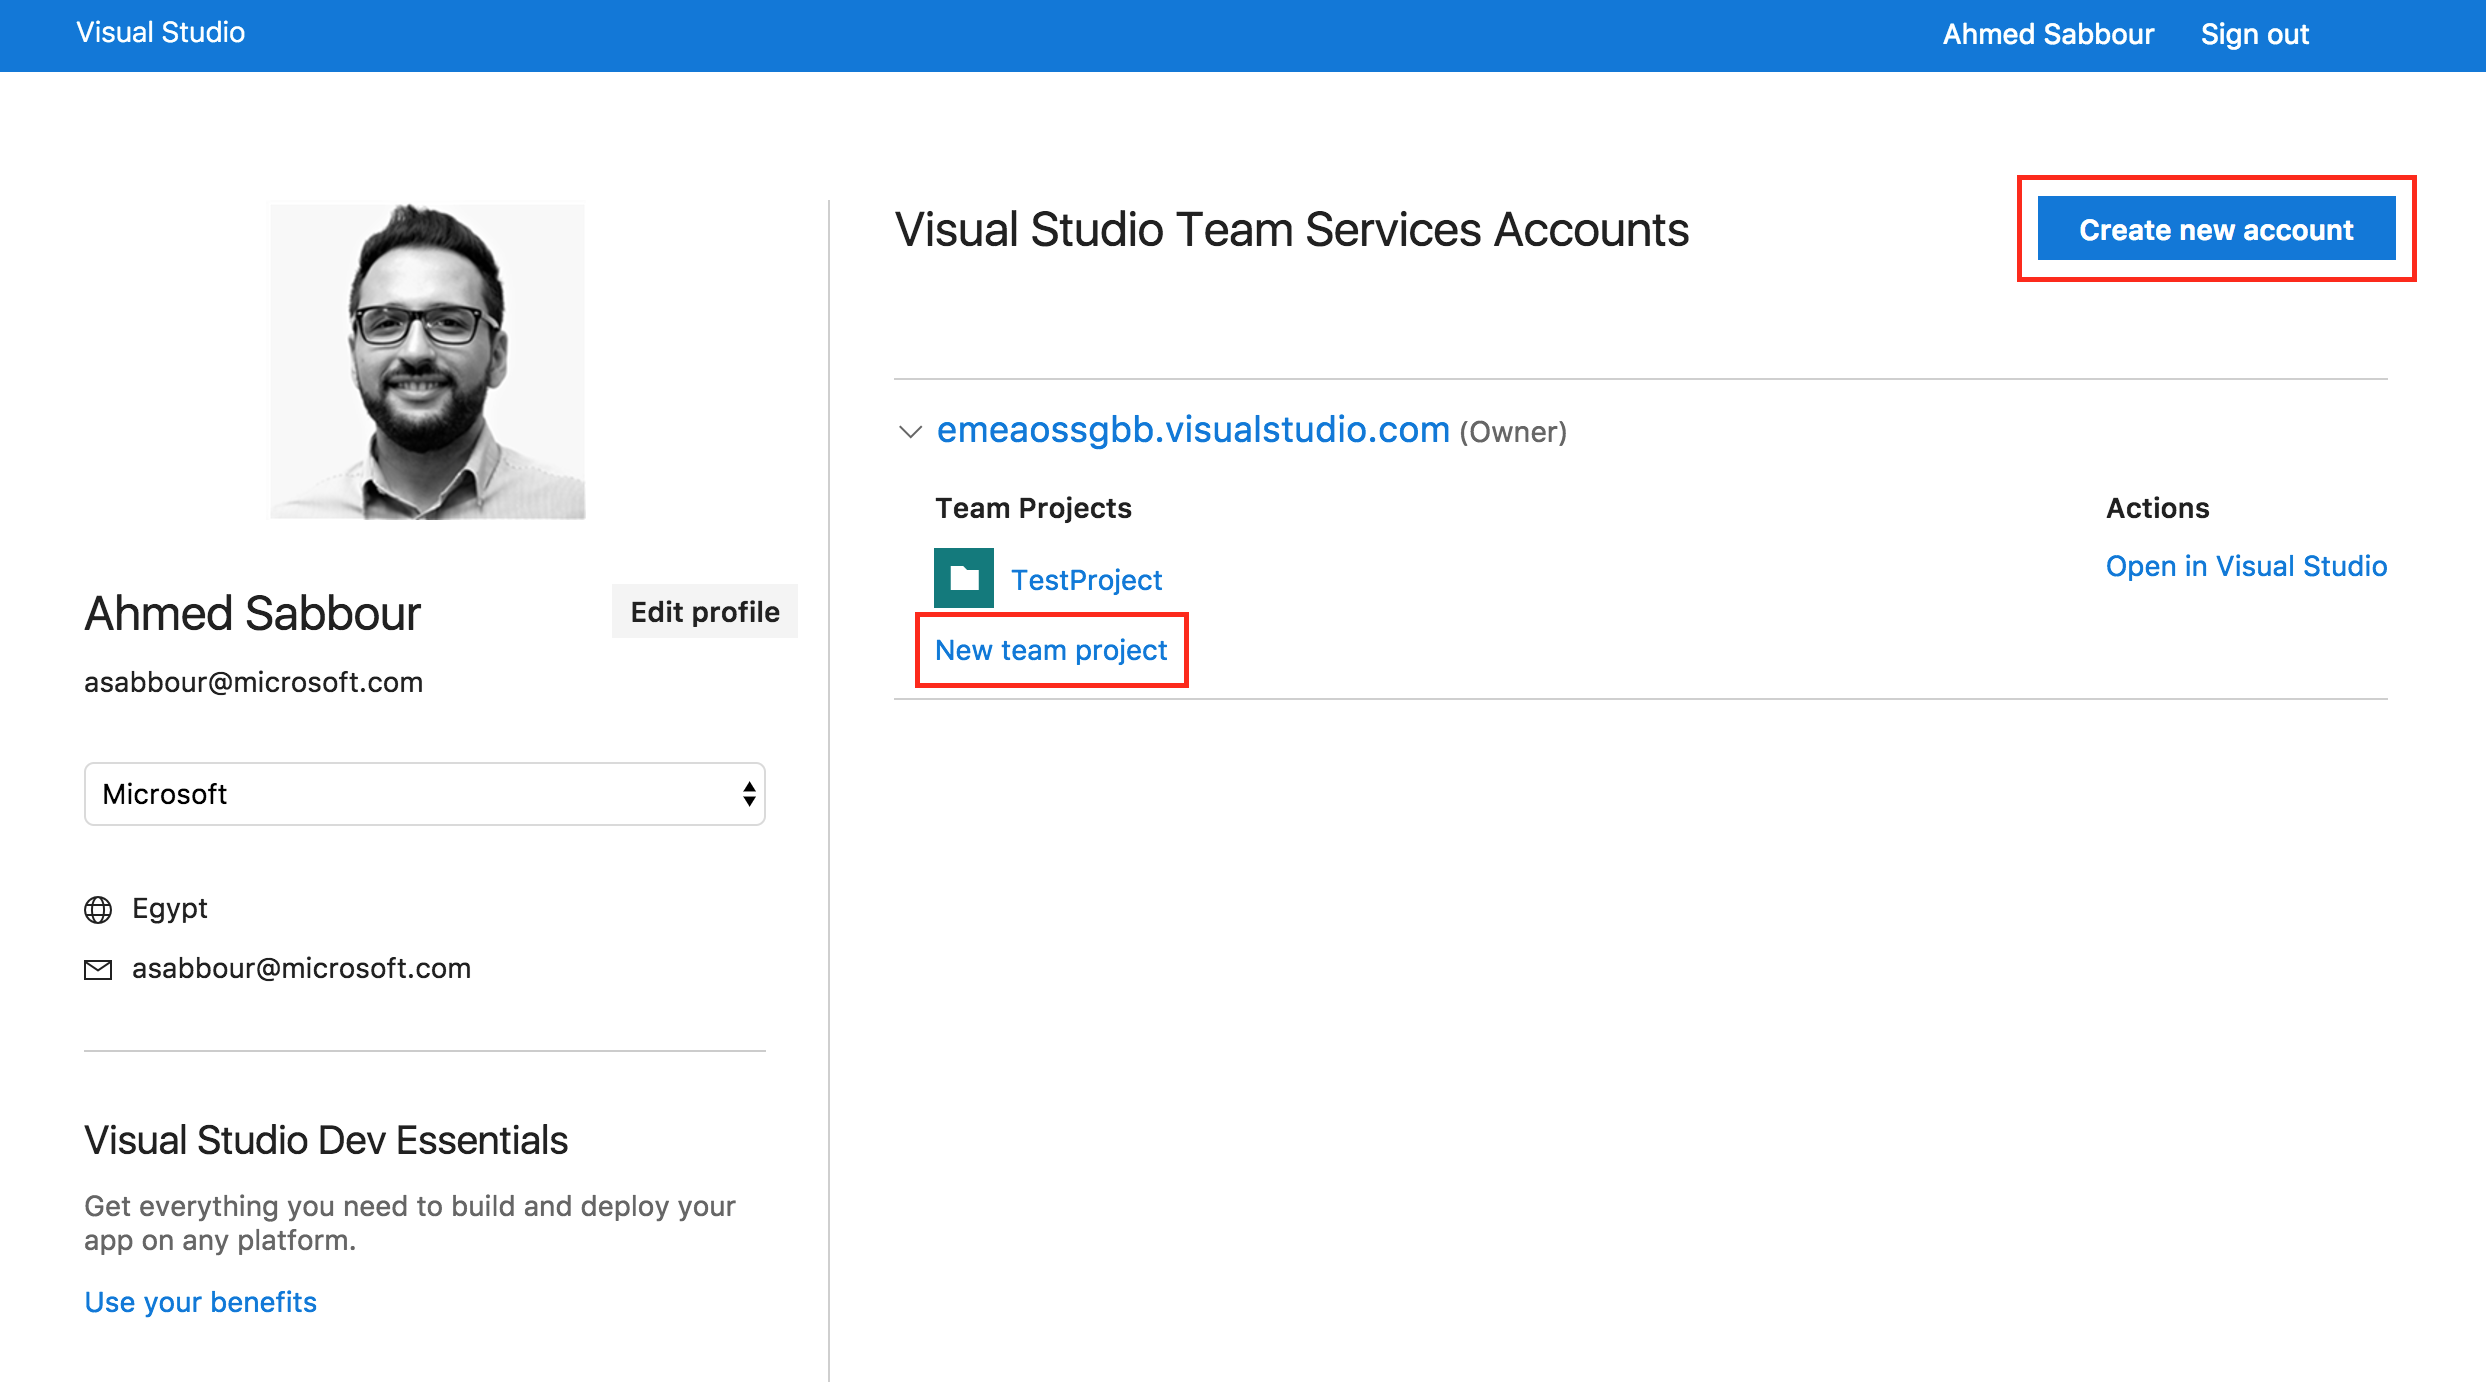 Visual Studio
Ahmed Sabbour
Sign out
Ahmed Sabbour
Edit profile
asabbour@microsoft.com
Microsoft
Egypt
asabbour@microsoft.com
Visual Studio Dev Essentials
Get everything you need to build and deploy your
app on any platform.
Use your benefits
Visual Studio Team Services Accounts
Create new account
emeaossgbb.visualstudio.com (Owner)
Team Projects
Actions
TestProject
Open in Visual Studio
New team project